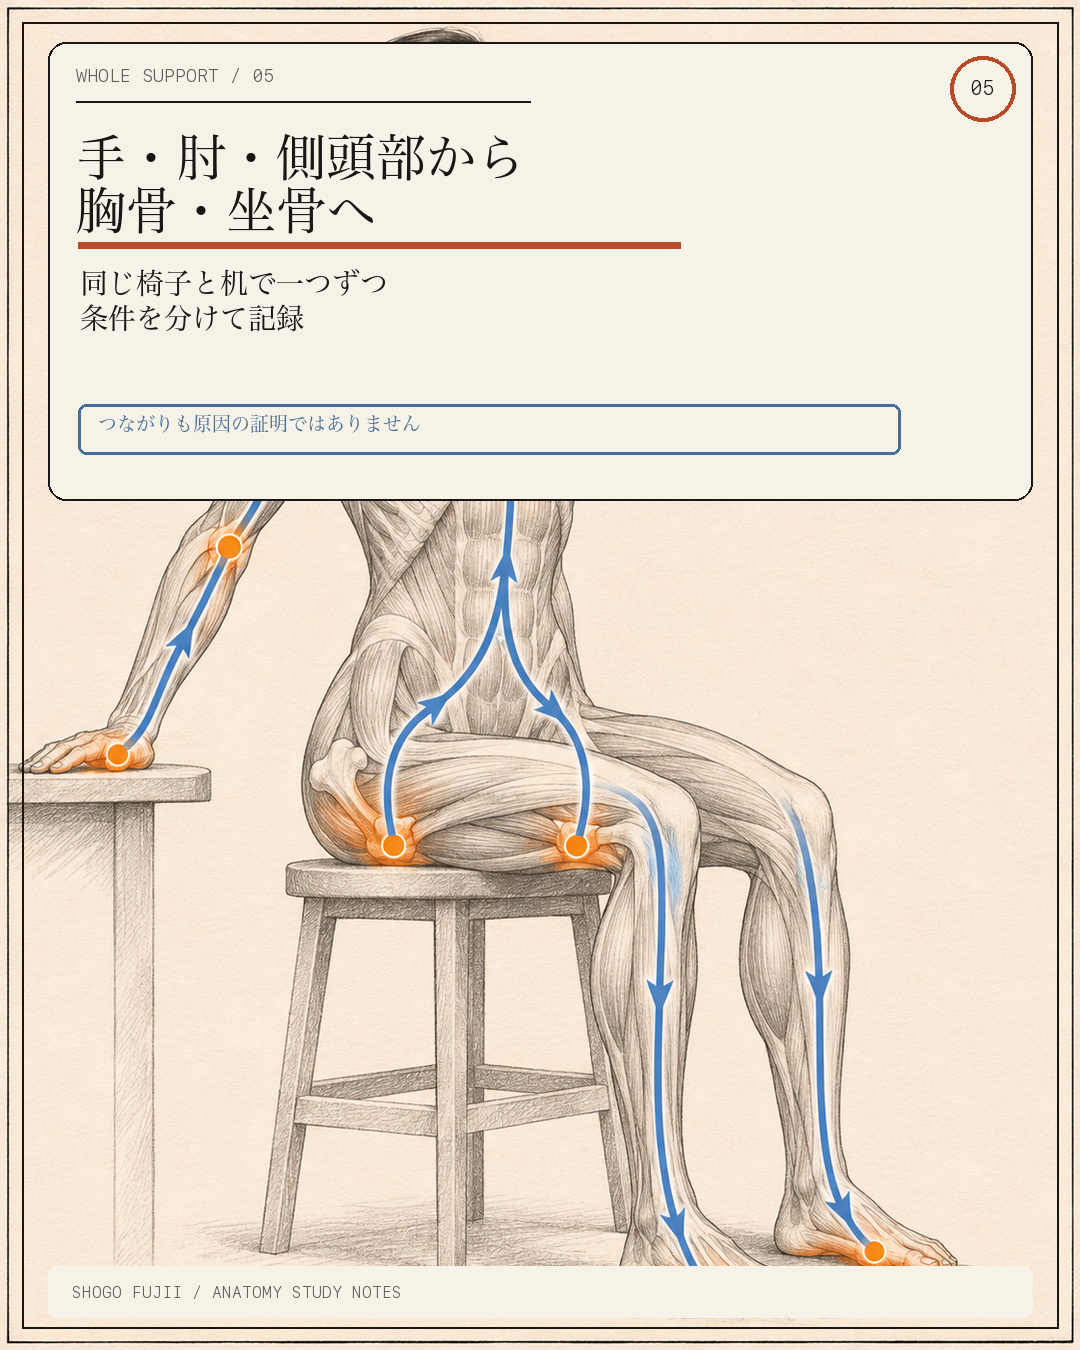 WHOLE SUPPORT / 05
05
手・肘・側頭部から
胸骨・坐骨へ
同じ椅子と机で一つずつ
条件を分けて記録
つながりも原因の証明ではありません
SHOGO FUJII / ANATOMY STUDY NOTES